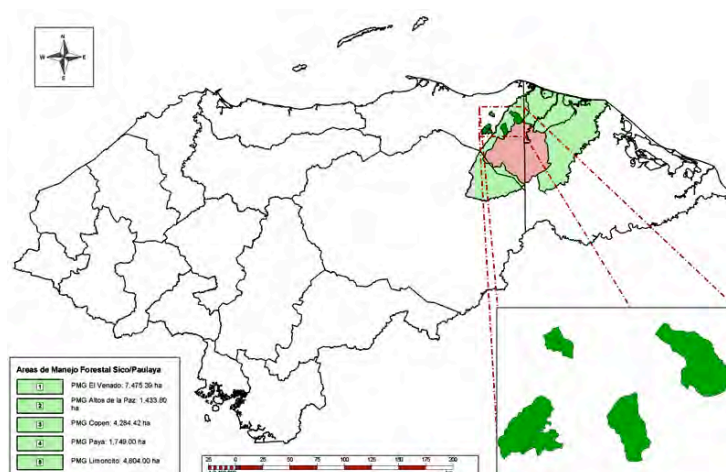 N
W E
Areas de Manejo Forestal Sico/Paulaya
1 PMG El Venado: 7,475.39 ha
2 PMG Altos de la Paz: 1,433.80 ha
3 PMG Copen: 4,284.42 ha
4 PMG Paya: 1,749.00 ha
5 PMG Limoncito: 4,804.00 ha
25 0 25 50 75 100 125 150 175 200